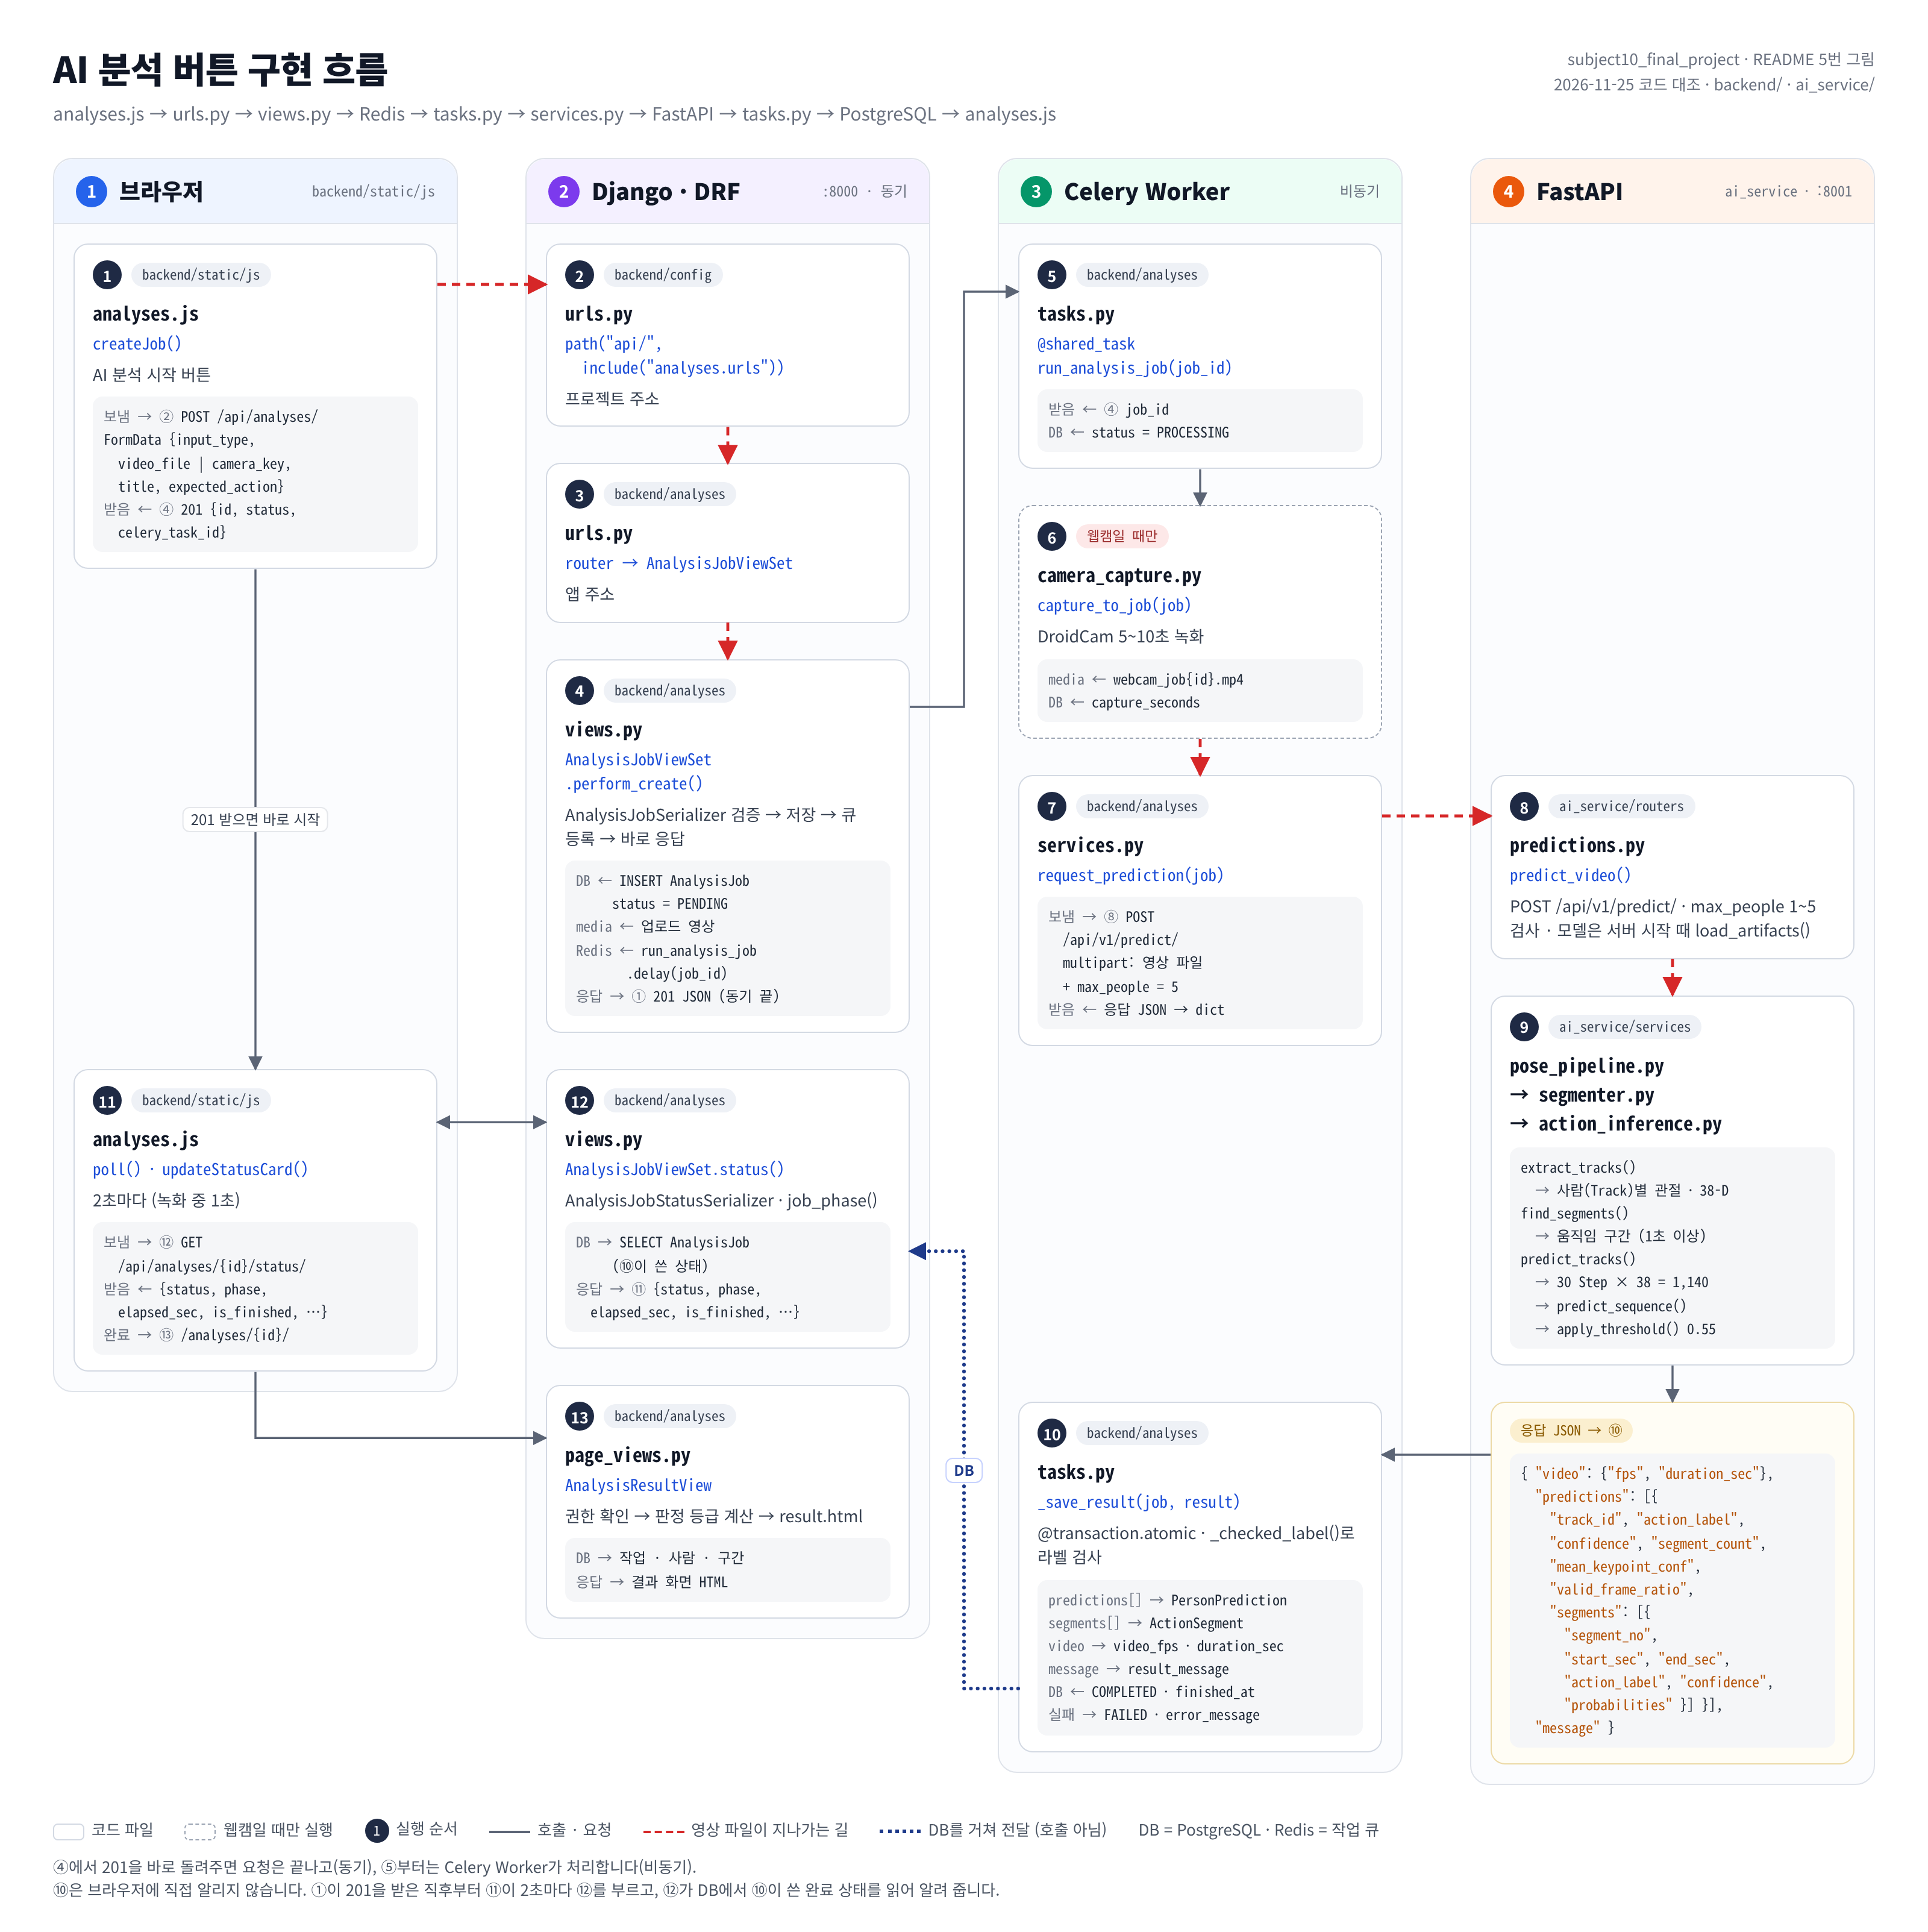 AI 분석 버튼 구현 흐름
subject10_final_project · README 5번 그림
2026-11-25 코드 대조 · backend/ · ai_service/
analyses.js → urls.py → views.py → Redis → tasks.py → services.py → FastAPI → tasks.py → PostgreSQL → analyses.js
1 브라우저 backend/static/js
1 backend/static/js
analyses.js
createJob()
AI 분석 시작 버튼
보냄 → ② POST /api/analyses/
FormData {input_type,
video_file | camera_key,
title, expected_action}
받음 ← ④ 201 {id, status,
celery_task_id}
201 받으면 바로 시작
11 backend/static/js
analyses.js
poll() · updateStatusCard()
2초마다 (녹화 중 1초)
보냄 → ⑫ GET
/api/analyses/{id}/status/
받음 ← {status, phase,
elapsed_sec, is_finished, …}
완료 → ⑬ /analyses/{id}/
2 Django · DRF :8000 · 동기
2 backend/config
urls.py
path("api/",
include("analyses.urls"))
프로젝트 주소
3 backend/analyses
urls.py
router → AnalysisJobViewSet
앱 주소
4 backend/analyses
views.py
AnalysisJobViewSet
.perform_create()
AnalysisJobSerializer 검증 → 저장 → 큐
등록 → 바로 응답
DB ← INSERT AnalysisJob
status = PENDING
media ← 업로드 영상
Redis ← run_analysis_job
.delay(job_id)
응답 → ① 201 JSON (동기 끝)
12 backend/analyses
views.py
AnalysisJobViewSet.status()
AnalysisJobStatusSerializer · job_phase()
DB → SELECT AnalysisJob
(⑩이 쓴 상태)
응답 → ⑪ {status, phase,
elapsed_sec, is_finished, …}
13 backend/analyses
page_views.py
AnalysisResultView
권한 확인 → 판정 등급 계산 → result.html
DB → 작업 · 사람 · 구간
응답 → 결과 화면 HTML
DB
3 Celery Worker 비동기
5 backend/analyses
tasks.py
@shared_task
run_analysis_job(job_id)
받음 ← ④ job_id
DB ← status = PROCESSING
6 웹캠일 때만
camera_capture.py
capture_to_job(job)
DroidCam 5~10초 녹화
media ← webcam_job{id}.mp4
DB ← capture_seconds
7 backend/analyses
services.py
request_prediction(job)
보냄 → ⑧ POST
/api/v1/predict/
multipart: 영상 파일
+ max_people = 5
받음 ← 응답 JSON → dict
10 backend/analyses
tasks.py
_save_result(job, result)
@transaction.atomic · _checked_label()로
라벨 검사
predictions[] → PersonPrediction
segments[] → ActionSegment
video → video_fps · duration_sec
message → result_message
DB ← COMPLETED · finished_at
실패 → FAILED · error_message
4 FastAPI ai_service · :8001
8 ai_service/routers
predictions.py
predict_video()
POST /api/v1/predict/ · max_people 1~5
검사 · 모델은 서버 시작 때 load_artifacts()
9 ai_service/services
pose_pipeline.py
→ segmenter.py
→ action_inference.py
extract_tracks()
→ 사람(Track)별 관절 · 38-D
find_segments()
→ 움직임 구간 (1초 이상)
predict_tracks()
→ 30 Step × 38 = 1,140
→ predict_sequence()
→ apply_threshold() 0.55
응답 JSON → ⑩
{ "video": {"fps", "duration_sec"},
"predictions": [{
"track_id", "action_label",
"confidence", "segment_count",
"mean_keypoint_conf",
"valid_frame_ratio",
"segments": [{
"segment_no",
"start_sec", "end_sec",
"action_label", "confidence",
"probabilities" }] }],
"message" }
코드 파일 웹캠일 때만 실행 1 실행 순서 호출 · 요청 영상 파일이 지나가는 길 DB를 거쳐 전달 (호출 아님) DB = PostgreSQL · Redis = 작업 큐
④에서 201을 바로 돌려주면 요청은 끝나고(동기), ⑤부터는 Celery Worker가 처리합니다(비동기).
⑩은 브라우저에 직접 알리지 않습니다. ①이 201을 받은 직후부터 ⑪이 2초마다 ⑫를 부르고, ⑫가 DB에서 ⑩이 쓴 완료 상태를 읽어 알려 줍니다.